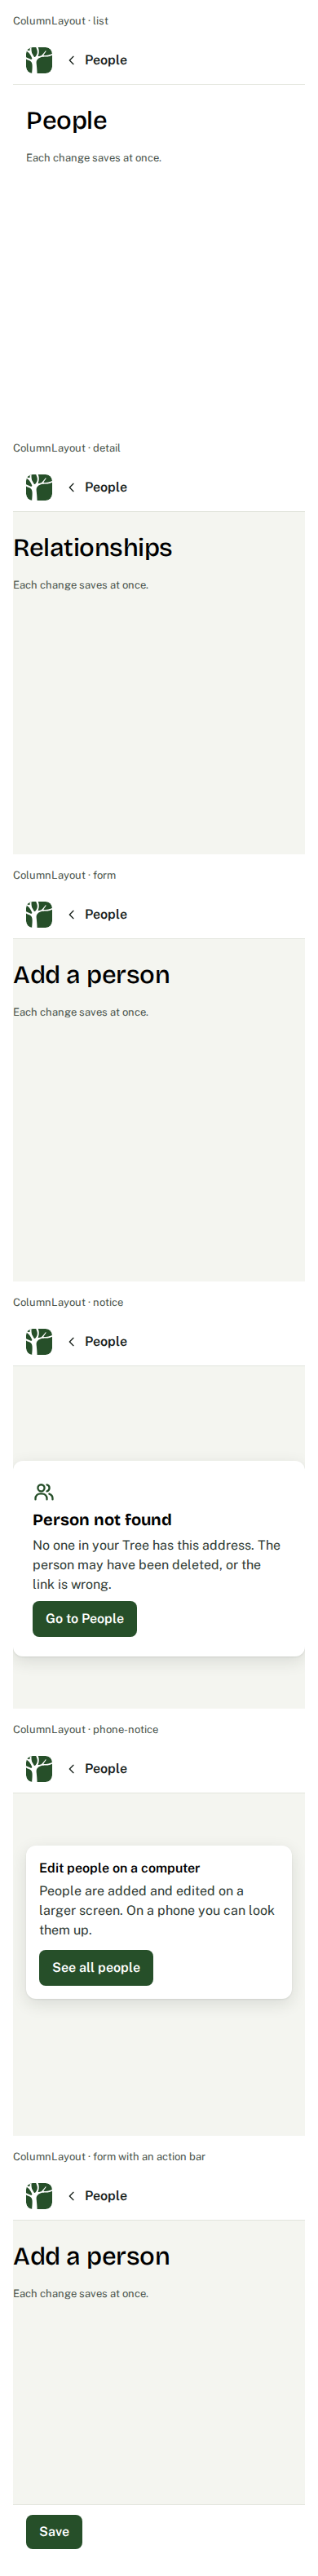 ColumnLayout · list
People
People
Each change saves at once.
ColumnLayout · detail
People
Relationships
Each change saves at once.
ColumnLayout · form
People
Add a person
Each change saves at once.
ColumnLayout · notice
People
Person not found
No one in your Tree has this address. The
person may have been deleted, or the
link is wrong.
Go to People
ColumnLayout · phone-notice
People
Edit people on a computer
People are added and edited on a
larger screen. On a phone you can look
them up.
See all people
ColumnLayout · form with an action bar
People
Add a person
Each change saves at once.
Save